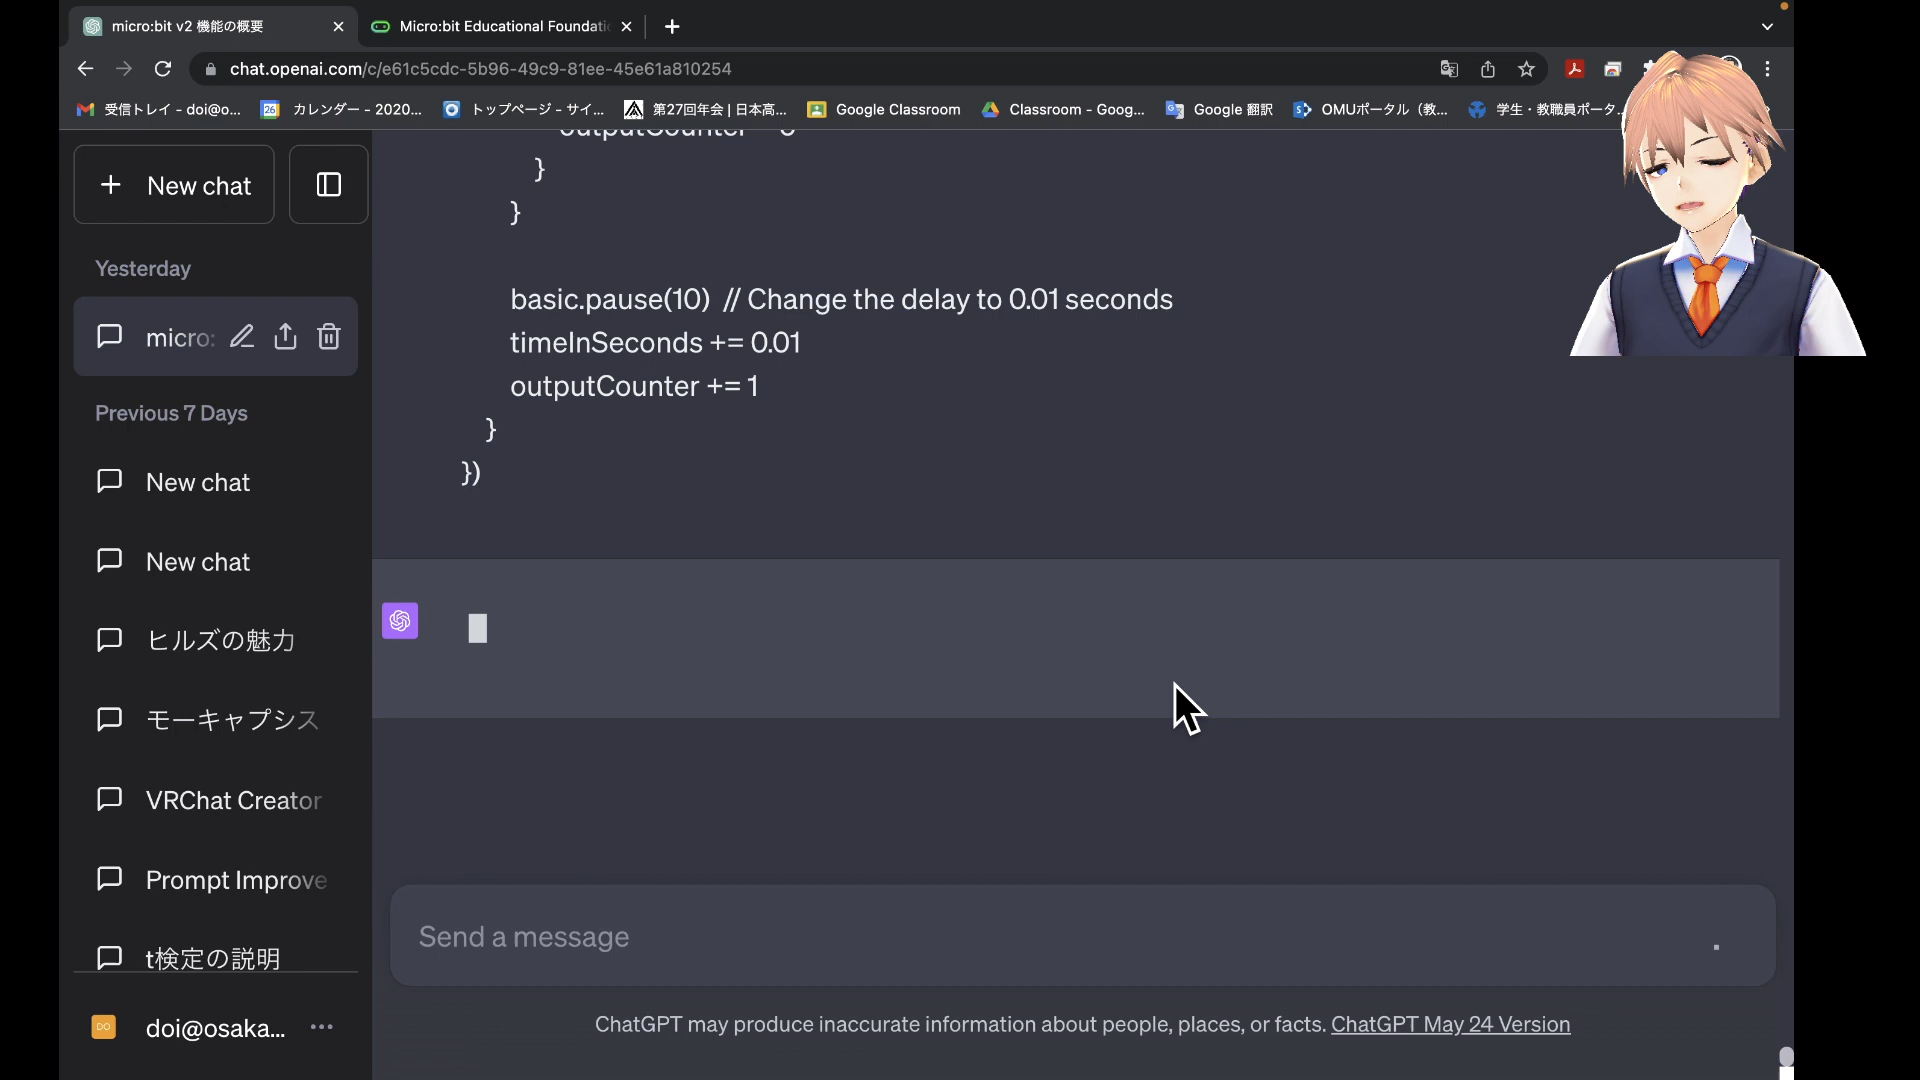 micro:bit v2 機能の概要
Micro:bit Educational Foundati
chat.openai.com/c/e61c5cdc-5b96-49c9-81ee-45e61a810254
受信トレイ - doi@o...
26
カレンダー - 2020...
トップページ - サイ...
第27回年会 | 日本高...
Google Classroom
Classroom - Goog...
Google 翻訳
OMUポータル（教...
学生・教職員ポータ...
New chat
Yesterday
micro:
Previous 7 Days
New chat
New chat
ヒルズの魅力
モーキャプシス
VRChat Creator
Prompt Improve
t検定の説明
DO
doi@osaka...
}
}
basic.pause(10) // Change the delay to 0.01 seconds
timeInSeconds += 0.01
outputCounter += 1
}
})
Send a message
ChatGPT may produce inaccurate information about people, places, or facts. ChatGPT May 24 Version